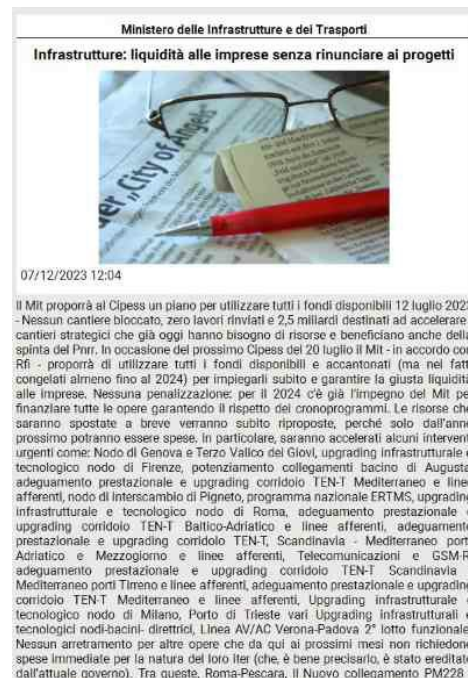 Ministero delle Infrastrutture e dei Trasporti
Infrastrutture: liquidità alle imprese senza rinunciare ai progetti
der „City of Angels"
07/12/2023 12:04
Il Mit proporrà al Cipess un piano per utilizzare tutti i fondi disponibili 12 luglio 2023
- Nessun cantiere bloccato, zero lavori rinviati e 2,5 miliardi destinati ad accelerare
cantieri strategici che già oggi hanno bisogno di risorse e beneficiano anche della
spinta del Pnrr. In occasione del prossimo Cipess del 20 luglio il Mit - in accordo con
Rfi - proporrà di utilizzare tutti i fondi disponibili e accantonati (ma nei fatti
congelati almeno fino al 2024) per impiegarli subito e garantire la giusta liquidità
alle imprese. Nessuna penalizzazione: per il 2024 c'è già l'impegno del Mit per
finanziare tutte le opere garantendo il rispetto dei cronoprogrammi. Le risorse che
saranno spostate a breve verranno subito riproposte, perché solo dall'anno
prossimo potranno essere spese. In particolare, saranno accelerati alcuni interventi
urgenti come: Nodo di Genova e Terzo Valico dei Giovi, upgrading infrastrutturale e
tecnologico nodo di Firenze, potenziamento collegamenti bacino di Augusta,
adeguamento prestazionale e upgrading corridoio TEN-T Mediterraneo e linee
afferenti, nodo di interscambio di Pigneto, programma nazionale ERTMS, upgrading
infrastrutturale e tecnologico nodo di Roma, adeguamento prestazionale e
upgrading corridoio TEN-T Baltico-Adriatico e linee afferenti, adeguamento
prestazionale e upgrading corridoio TEN-T, Scandinavia - Mediterraneo porti
Adriatico e Mezzogiorno e linee afferenti, Telecomunicazioni e GSM-R,
adeguamento prestazionale e upgrading corridoio TEN-T Scandinavia -
Mediterraneo porti Tirreno e linee afferenti, adeguamento prestazionale e upgrading
corridoio TEN-T Mediterraneo e linee afferenti, Upgrading infrastrutturale e
tecnologico nodo di Milano, Porto di Trieste vari Upgrading infrastrutturali e
tecnologici nodi-bacini- direttrici, Linea AV/AC Verona-Padova 2° lotto funzionale.
Nessun arretramento per altre opere che da qui ai prossimi mesi non richiedono
spese immediate per la natura del loro iter (che, è bene precisarlo, è stato ereditato
dall'attuale governo). Tra queste, Roma-Pescara, il Nuovo collegamento PM228 -